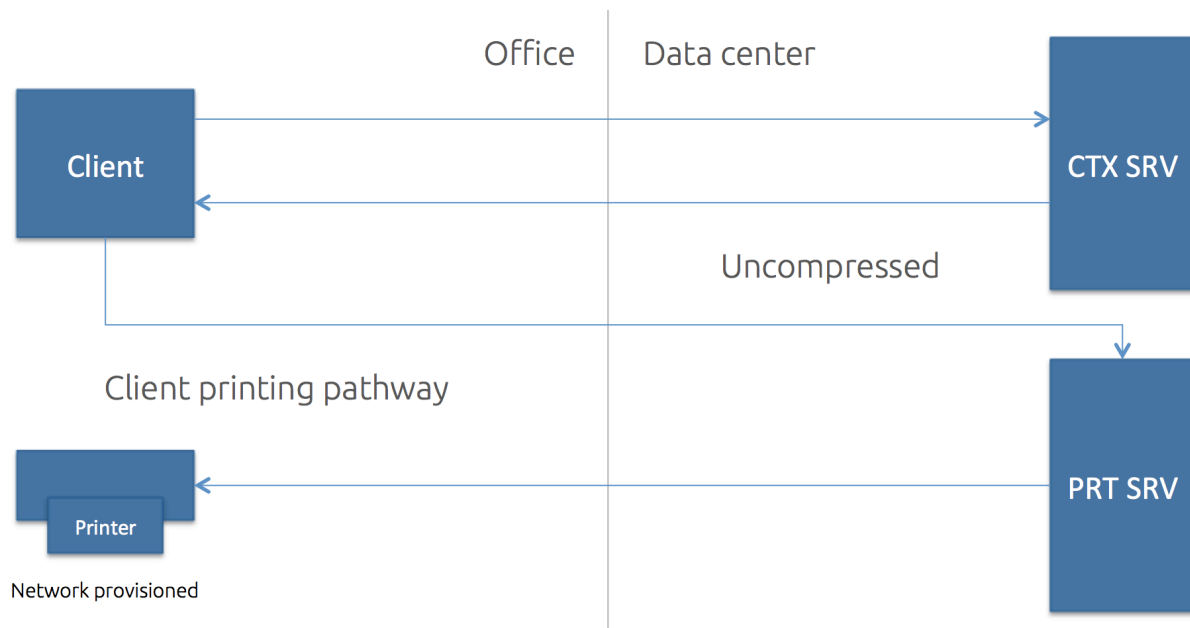 Office
Data center
Client
CTX SRV
Uncompressed
Client printing pathway
PRT SRV
Printer
Network provisioned